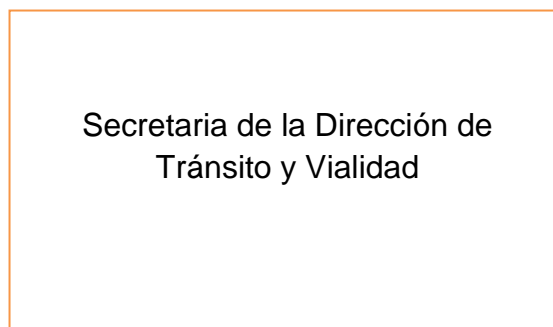 Secretaria de la Dirección de
Tránsito y Vialidad